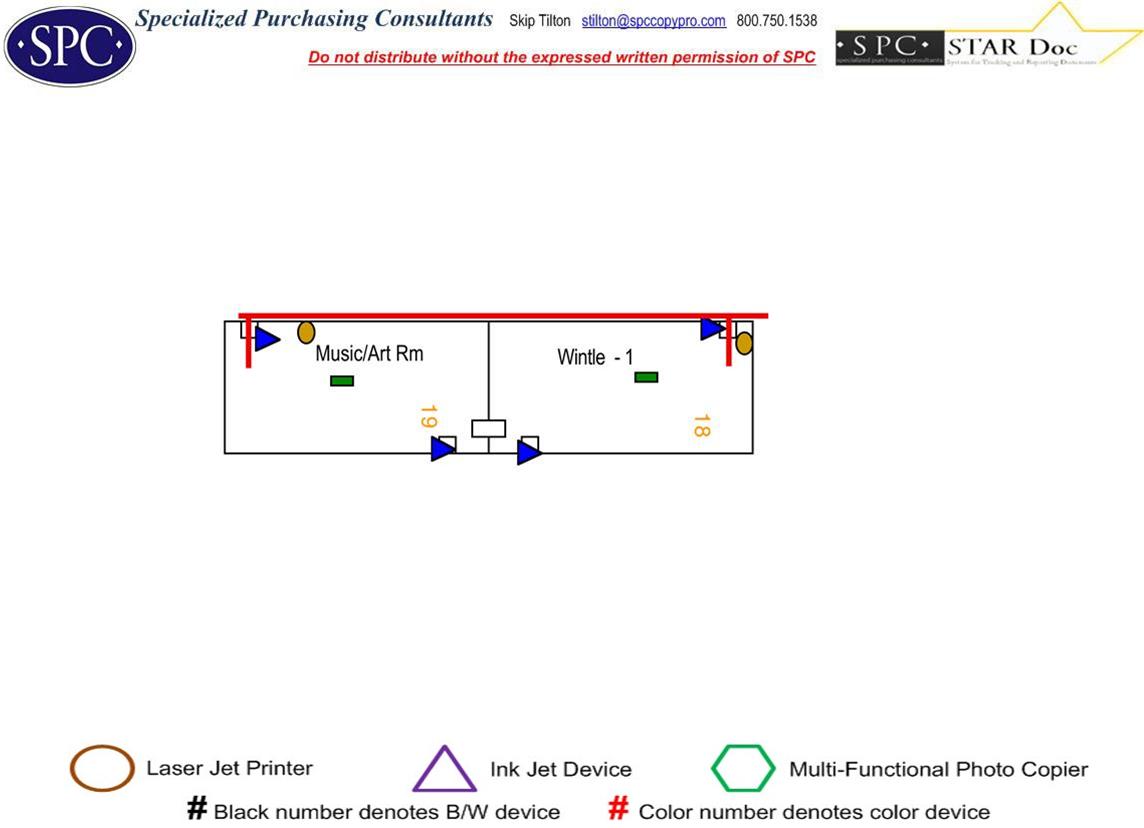 SPC
Specialized Purchasing Consultants Skip Tilton stilton@spccopypro.com 800.750.1538
Do not distribute without the expressed written permission of SPC
·SPC· STAR Doc
specialized purchasing consultants System for Tracking and Reporting Documents
Music/Art Rm
Wintle - 1
19
18
Laser Jet Printer Ink Jet Device Multi-Functional Photo Copier
# Black number denotes B/W device # Color number denotes color device